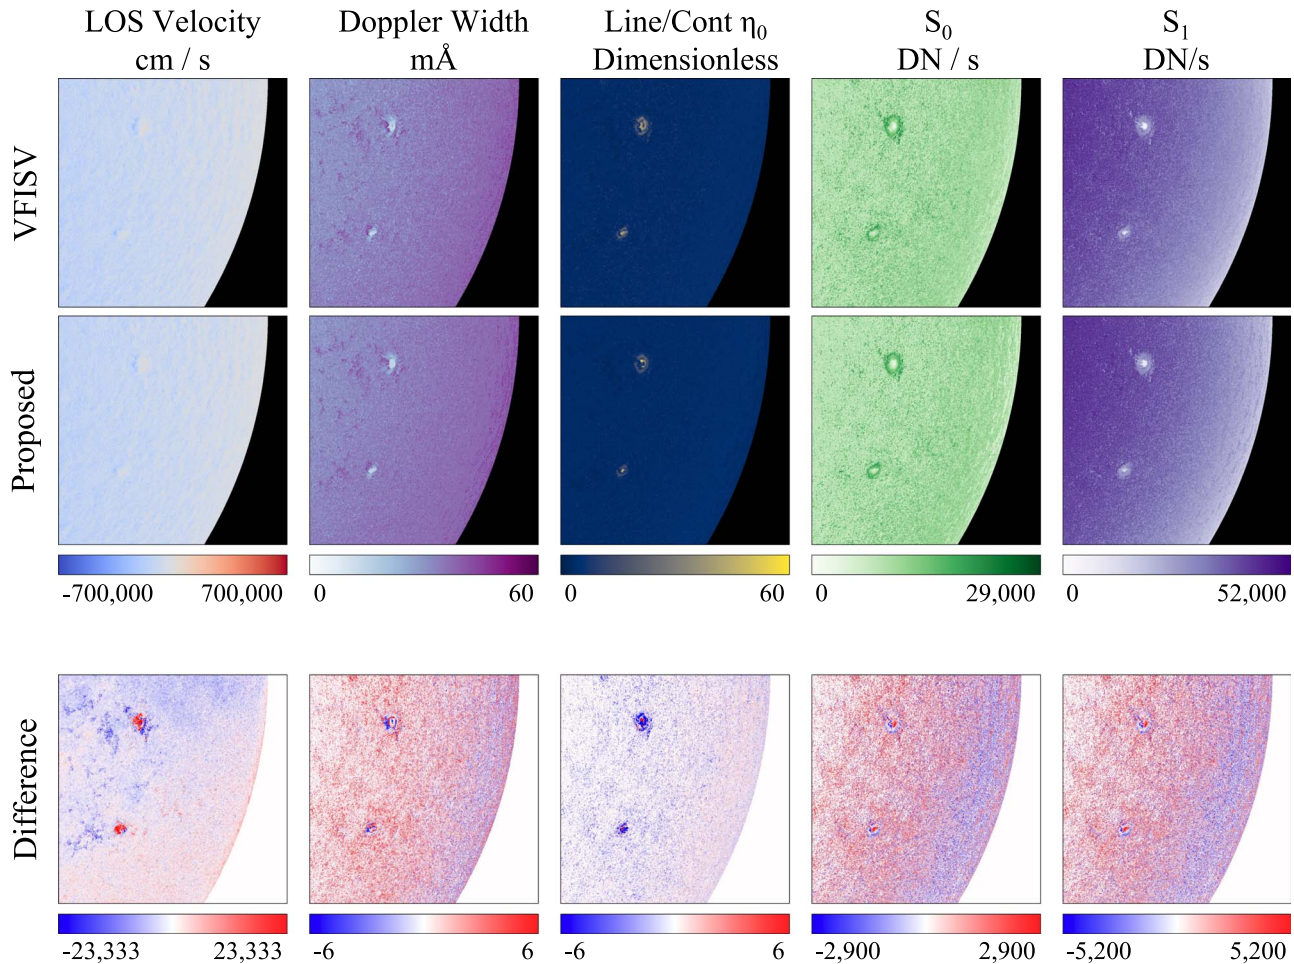 LOS Velocity
cm / s
Doppler Width
mÅ
Line/Cont η₀
Dimensionless
S₀
DN / s
S₁
DN/s
VFISV
Proposed
-700,000 700,000
0 60
0 60
0 29,000
0 52,000
Difference
-23,333 23,333
-6 6
-6 6
-2,900 2,900
-5,200 5,200